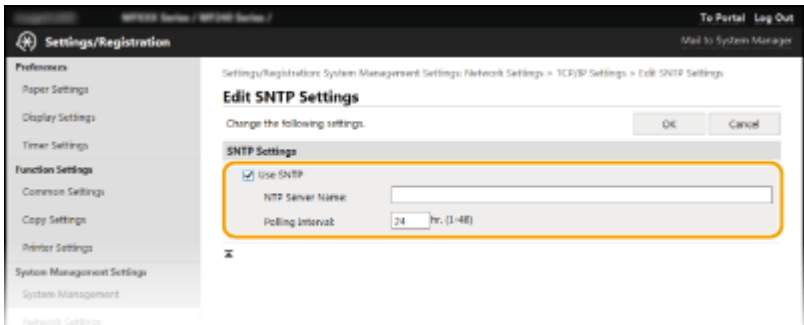 To Portal Log Out
Settings/Registration
Mail to System Manager
Preferences
Paper Settings
Display Settings
Timer Settings
Function Settings
Common Settings
Copy Settings
Printer Settings
System Management Settings
System Management
Network Settings
Settings/Registration: System Management Settings: Network Settings > TCP/IP Settings > Edit SNTP Settings
Edit SNTP Settings
Change the following settings.
OK Cancel
SNTP Settings
Use SNTP
NTP Server Name:
Polling Interval: 24 hr. (1-48)